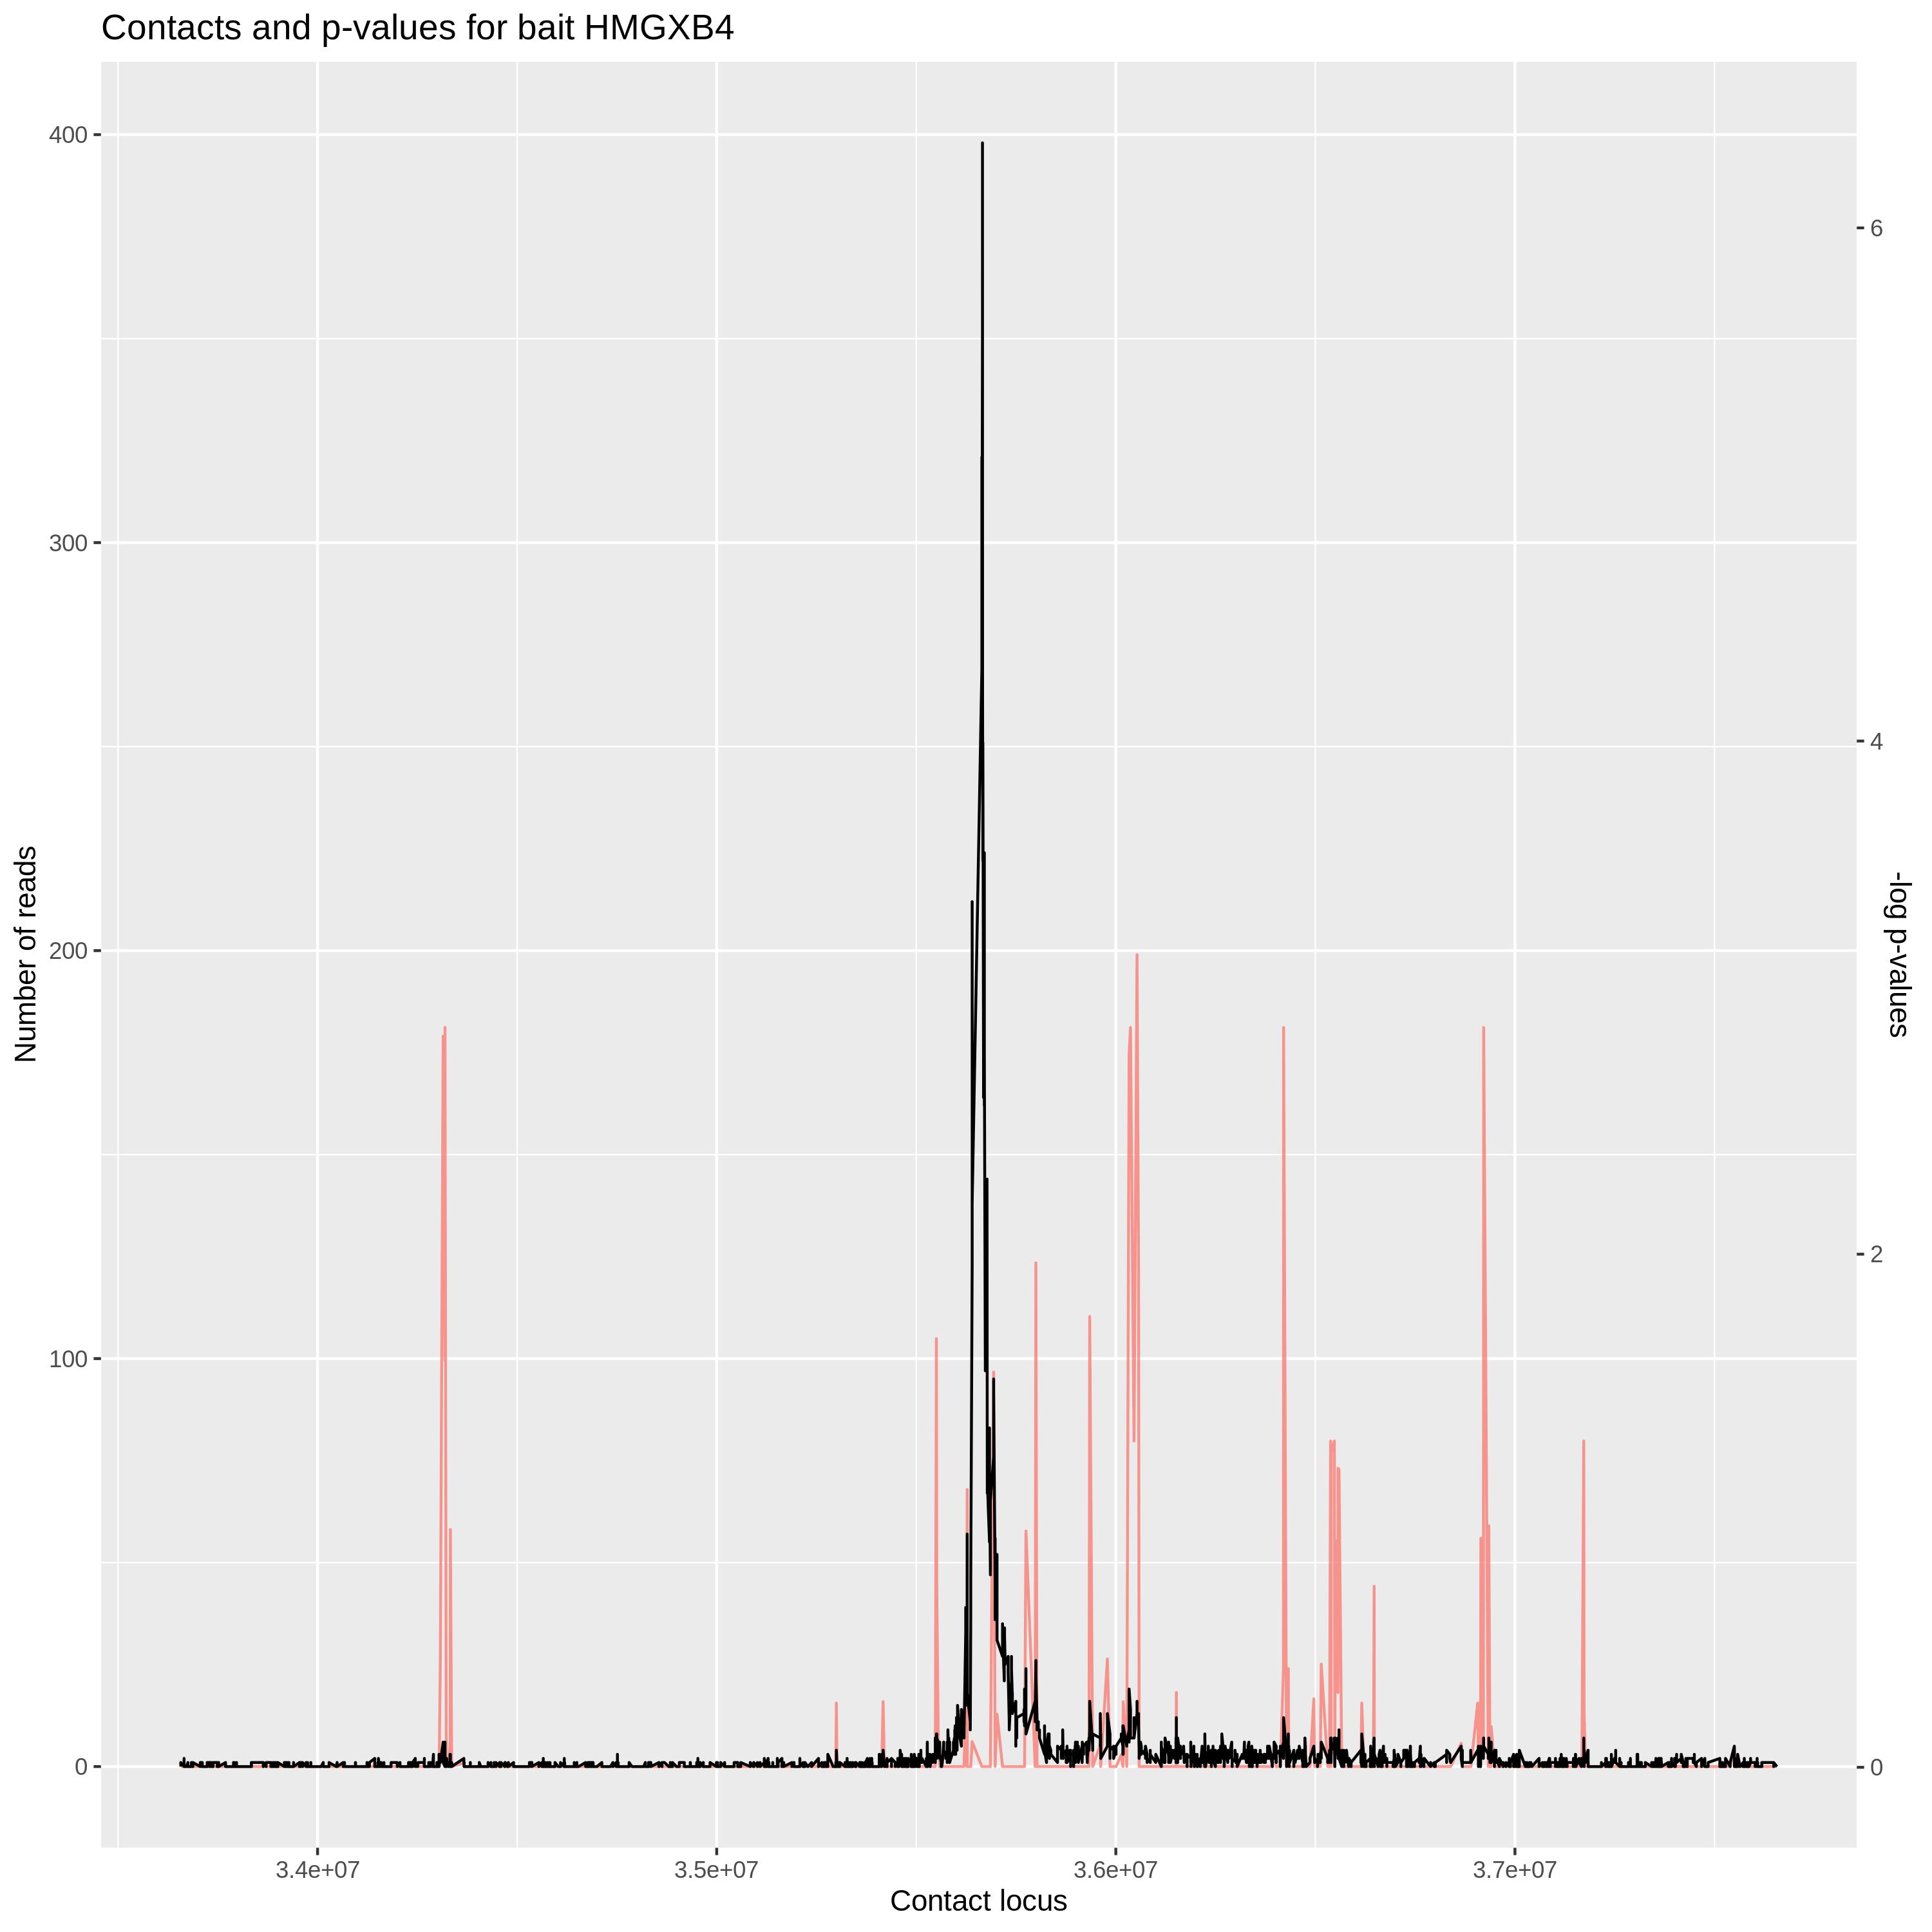 Contacts and p-values for bait HMGXB4
400
300
200
100
0
6
4
2
0
Number of reads
-log p-values
3.4e+07
3.5e+07
3.6e+07
3.7e+07
Contact locus